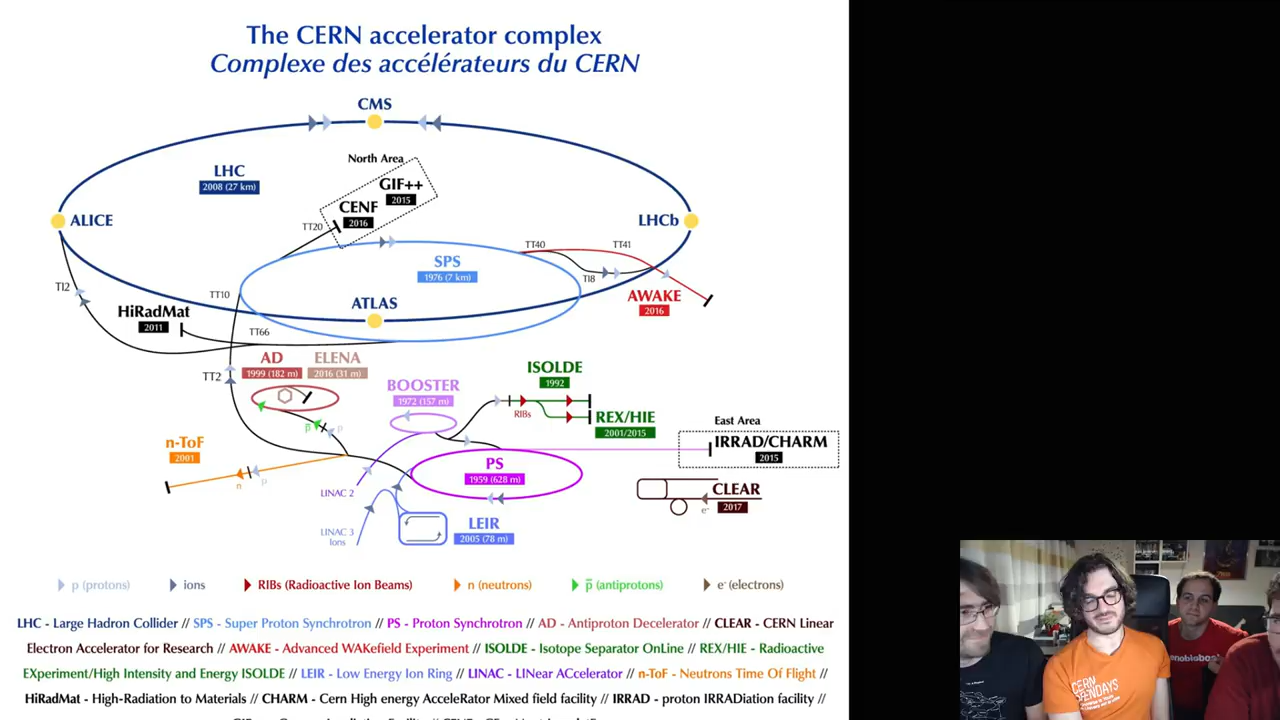 The CERN accelerator complex
Complexe des accélérateurs du CERN
CMS
LHC
2008 (27 km)
North Area
GIF++
2015
CENF
2016
TT20
ALICE
LHCb
TT40
TT41
SPS
1976 (7 km)
TI8
TI2
TT10
AWAKE
2016
ATLAS
HiRadMat
2011
TT66
AD
1999 (182 m)
ELENA
2016 (31 m)
TT2
BOOSTER
1972 (157 m)
ISOLDE
1992
RIBs
REX/HIE
2001/2015
East Area
IRRAD/CHARM
2015
p̅
p
n-ToF
2001
n
p
PS
1959 (628 m)
LINAC 2
CLEAR
2017
e-
LINAC 3
Ions
LEIR
2005 (78 m)
p (protons) ions RIBs (Radioactive Ion Beams) n (neutrons) p̅ (antiprotons) e- (electrons)
LHC - Large Hadron Collider // SPS - Super Proton Synchrotron // PS - Proton Synchrotron // AD - Antiproton Decelerator // CLEAR - CERN Linear
Electron Accelerator for Research // AWAKE - Advanced WAKefield Experiment // ISOLDE - Isotope Separator OnLine // REX/HIE - Radioactive
EXperiment/High Intensity and Energy ISOLDE // LEIR - Low Energy Ion Ring // LINAC - LINear ACcelerator // n-ToF - Neutrons Time Of Flight //
HiRadMat - High-Radiation to Materials // CHARM - Cern High energy AcceleRator Mixed field facility // IRRAD - proton IRRADiation facility //
CERN